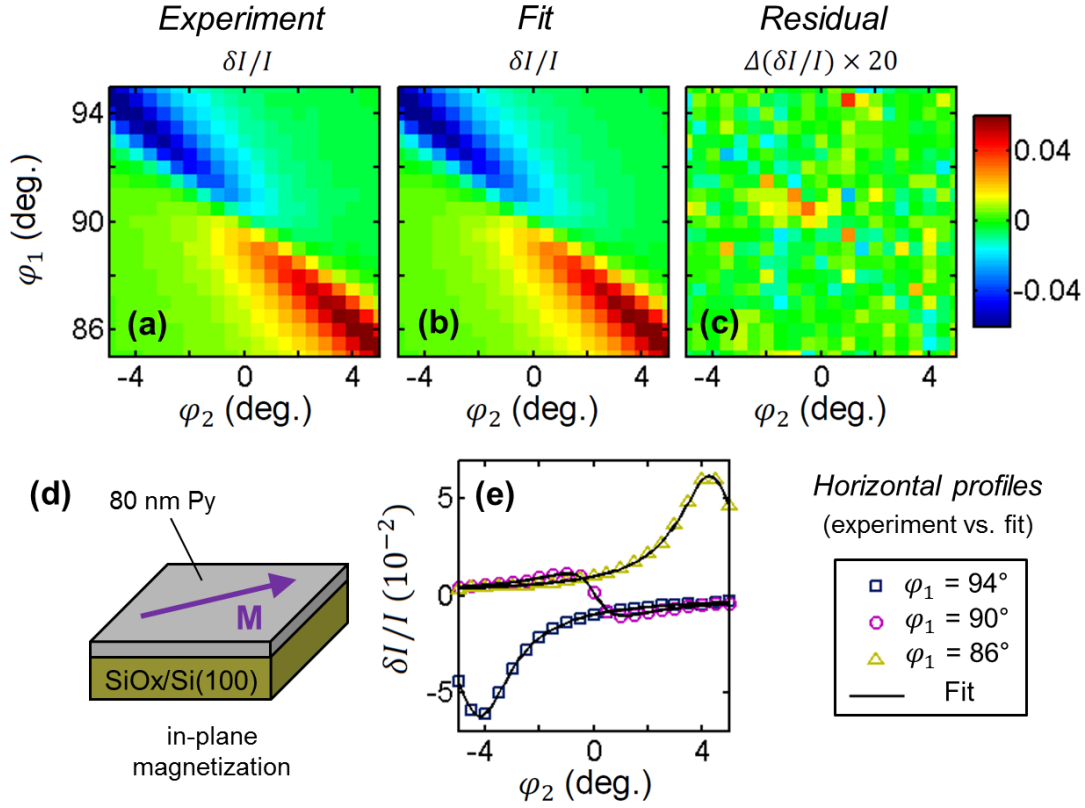 Experiment Fit Residual
δI/I δI/I Δ(δI/I) × 20
φ1 (deg.)
94
90
86
(a) (b) (c)
0.04
0
-0.04
-4 0 4 -4 0 4 -4 0 4
φ2 (deg.) φ2 (deg.) φ2 (deg.)
(d)
80 nm Py
M
SiOx/Si(100)
in-plane
magnetization
(e)
δI/I (10⁻²)
5
0
-5
-4 0 4
φ2 (deg.)
Horizontal profiles
(experiment vs. fit)
φ1 = 94°
φ1 = 90°
φ1 = 86°
Fit